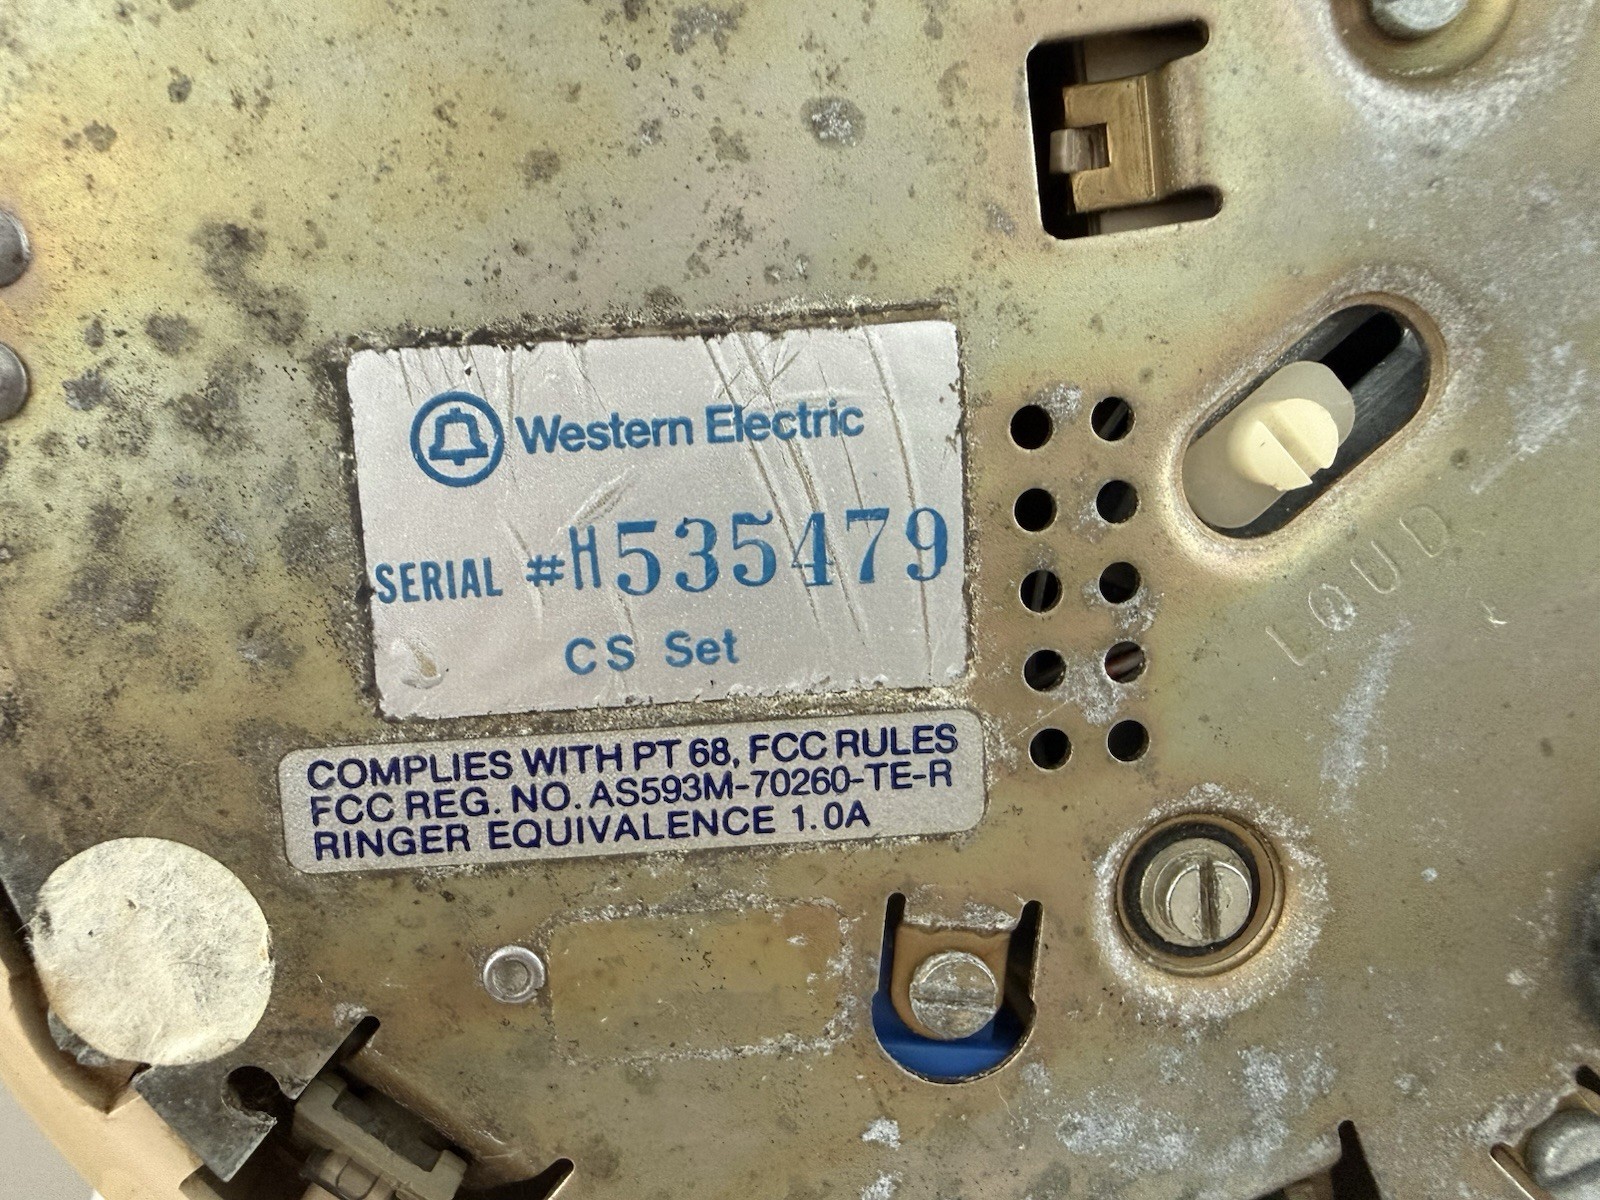 Western Electric
SERIAL #H535479
CS Set
COMPLIES WITH PT 68, FCC RULES
FCC REG. NO. AS593M-70260-TE-R
RINGER EQUIVALENCE 1.0A
LOUD